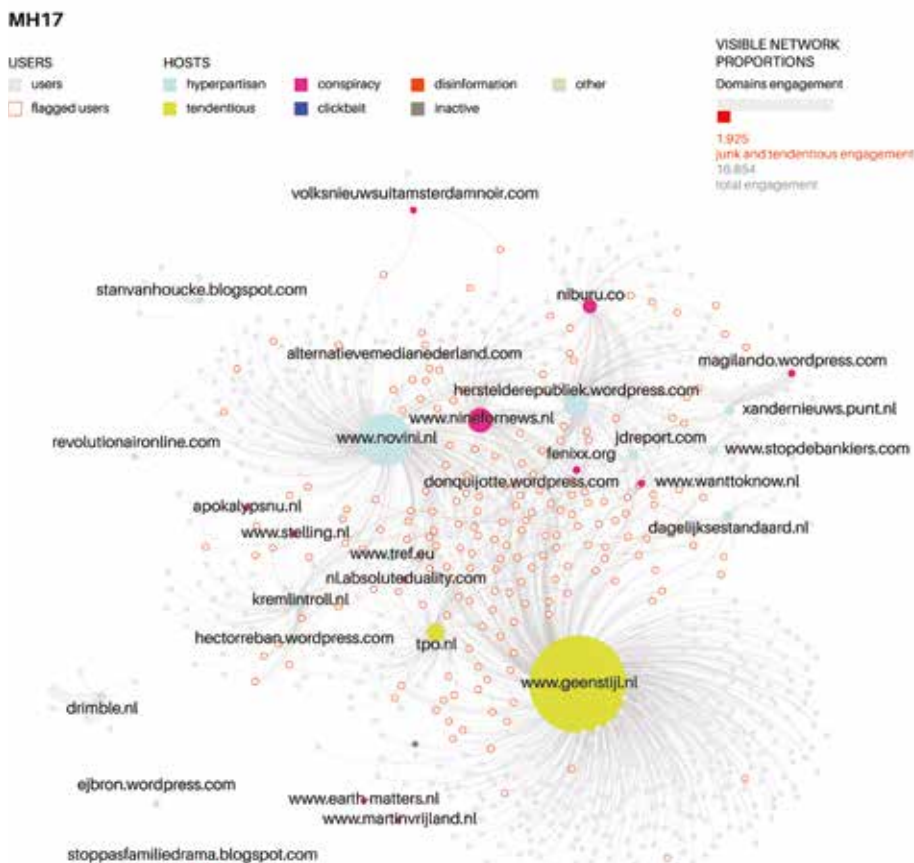 MH17
USERS
users
flagged users
HOSTS
hyperpartisan
conspiracy
disinformation
other
tendentious
clickbait
inactive
VISIBLE NETWORK
PROPORTIONS
Domains engagement
1.925
junk and tendentious engagement
16.854
total engagement
volksnieuwsuitamsterdamnoir.com
stanvanhoucke.blogspot.com
niburu.co
alternatievemedianederland.com
magilando.wordpress.com
herstelderepubliek.wordpress.com
xandernieuws.punt.nl
www.ninefornews.nl
www.novini.nl
jdreport.com
revolutionaironline.com
www.stopdebankiers.com
fenixx.org
donquijotte.wordpress.com
www.wanttoknow.nl
apokalypsnu.nl
dagelijksestandaard.nl
www.stelling.nl
www.tref.eu
nl.absoluteduality.com
kremlintroll.nl
hectorreban.wordpress.com
tpo.nl
www.geenstijl.nl
drimble.nl
ejbron.wordpress.com
www.earth-matters.nl
www.martinvrijland.nl
stoppasfamiliedrama.blogspot.com